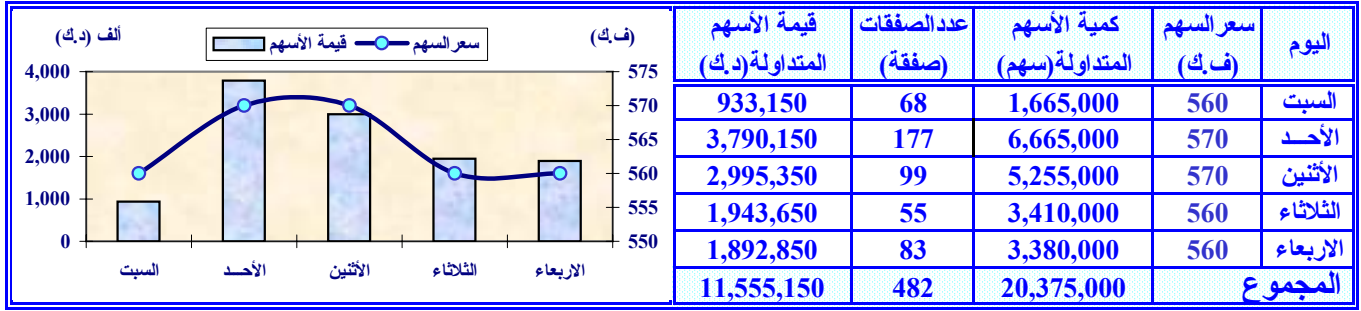 اليوم سعر السهم (ف.ك) كمية الأسهم المتداولة(سهم) عددالصفقات (صفقة) قيمة الأسهم المتداولة(د.ك)
السبت 560 1,665,000 68 933,150
الأحــد 570 6,665,000 177 3,790,150
الأثنين 570 5,255,000 99 2,995,350
الثلاثاء 560 3,410,000 55 1,943,650
الاربعاء 560 3,380,000 83 1,892,850
المجموع 20,375,000 482 11,555,150
(ف.ك)
سعر السهم قيمة الأسهم
ألف (د.ك)
575
570
565
560
555
550
4,000
3,000
2,000
1,000
0
السبت الأحــد الأثنين الثلاثاء الاربعاء